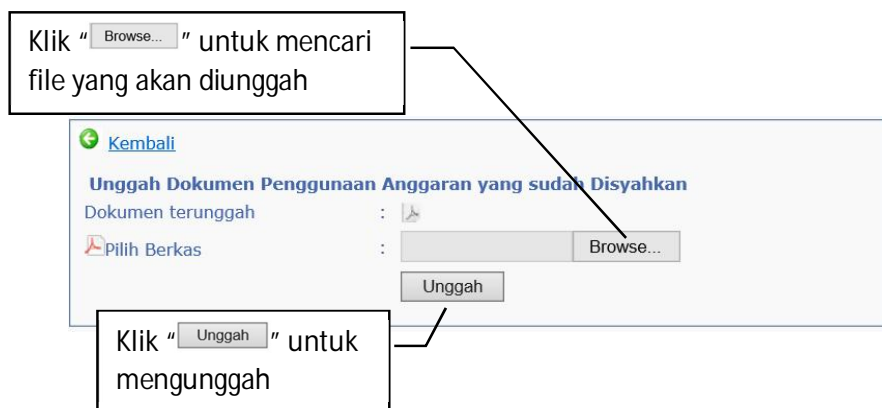 Klik “ Browse... ” untuk mencari
file yang akan diunggah
Kembali
Unggah Dokumen Penggunaan Anggaran yang sudah Disyahkan
Dokumen terunggah :
Pilih Berkas : Browse...
Unggah
Klik “ Unggah ” untuk
mengunggah